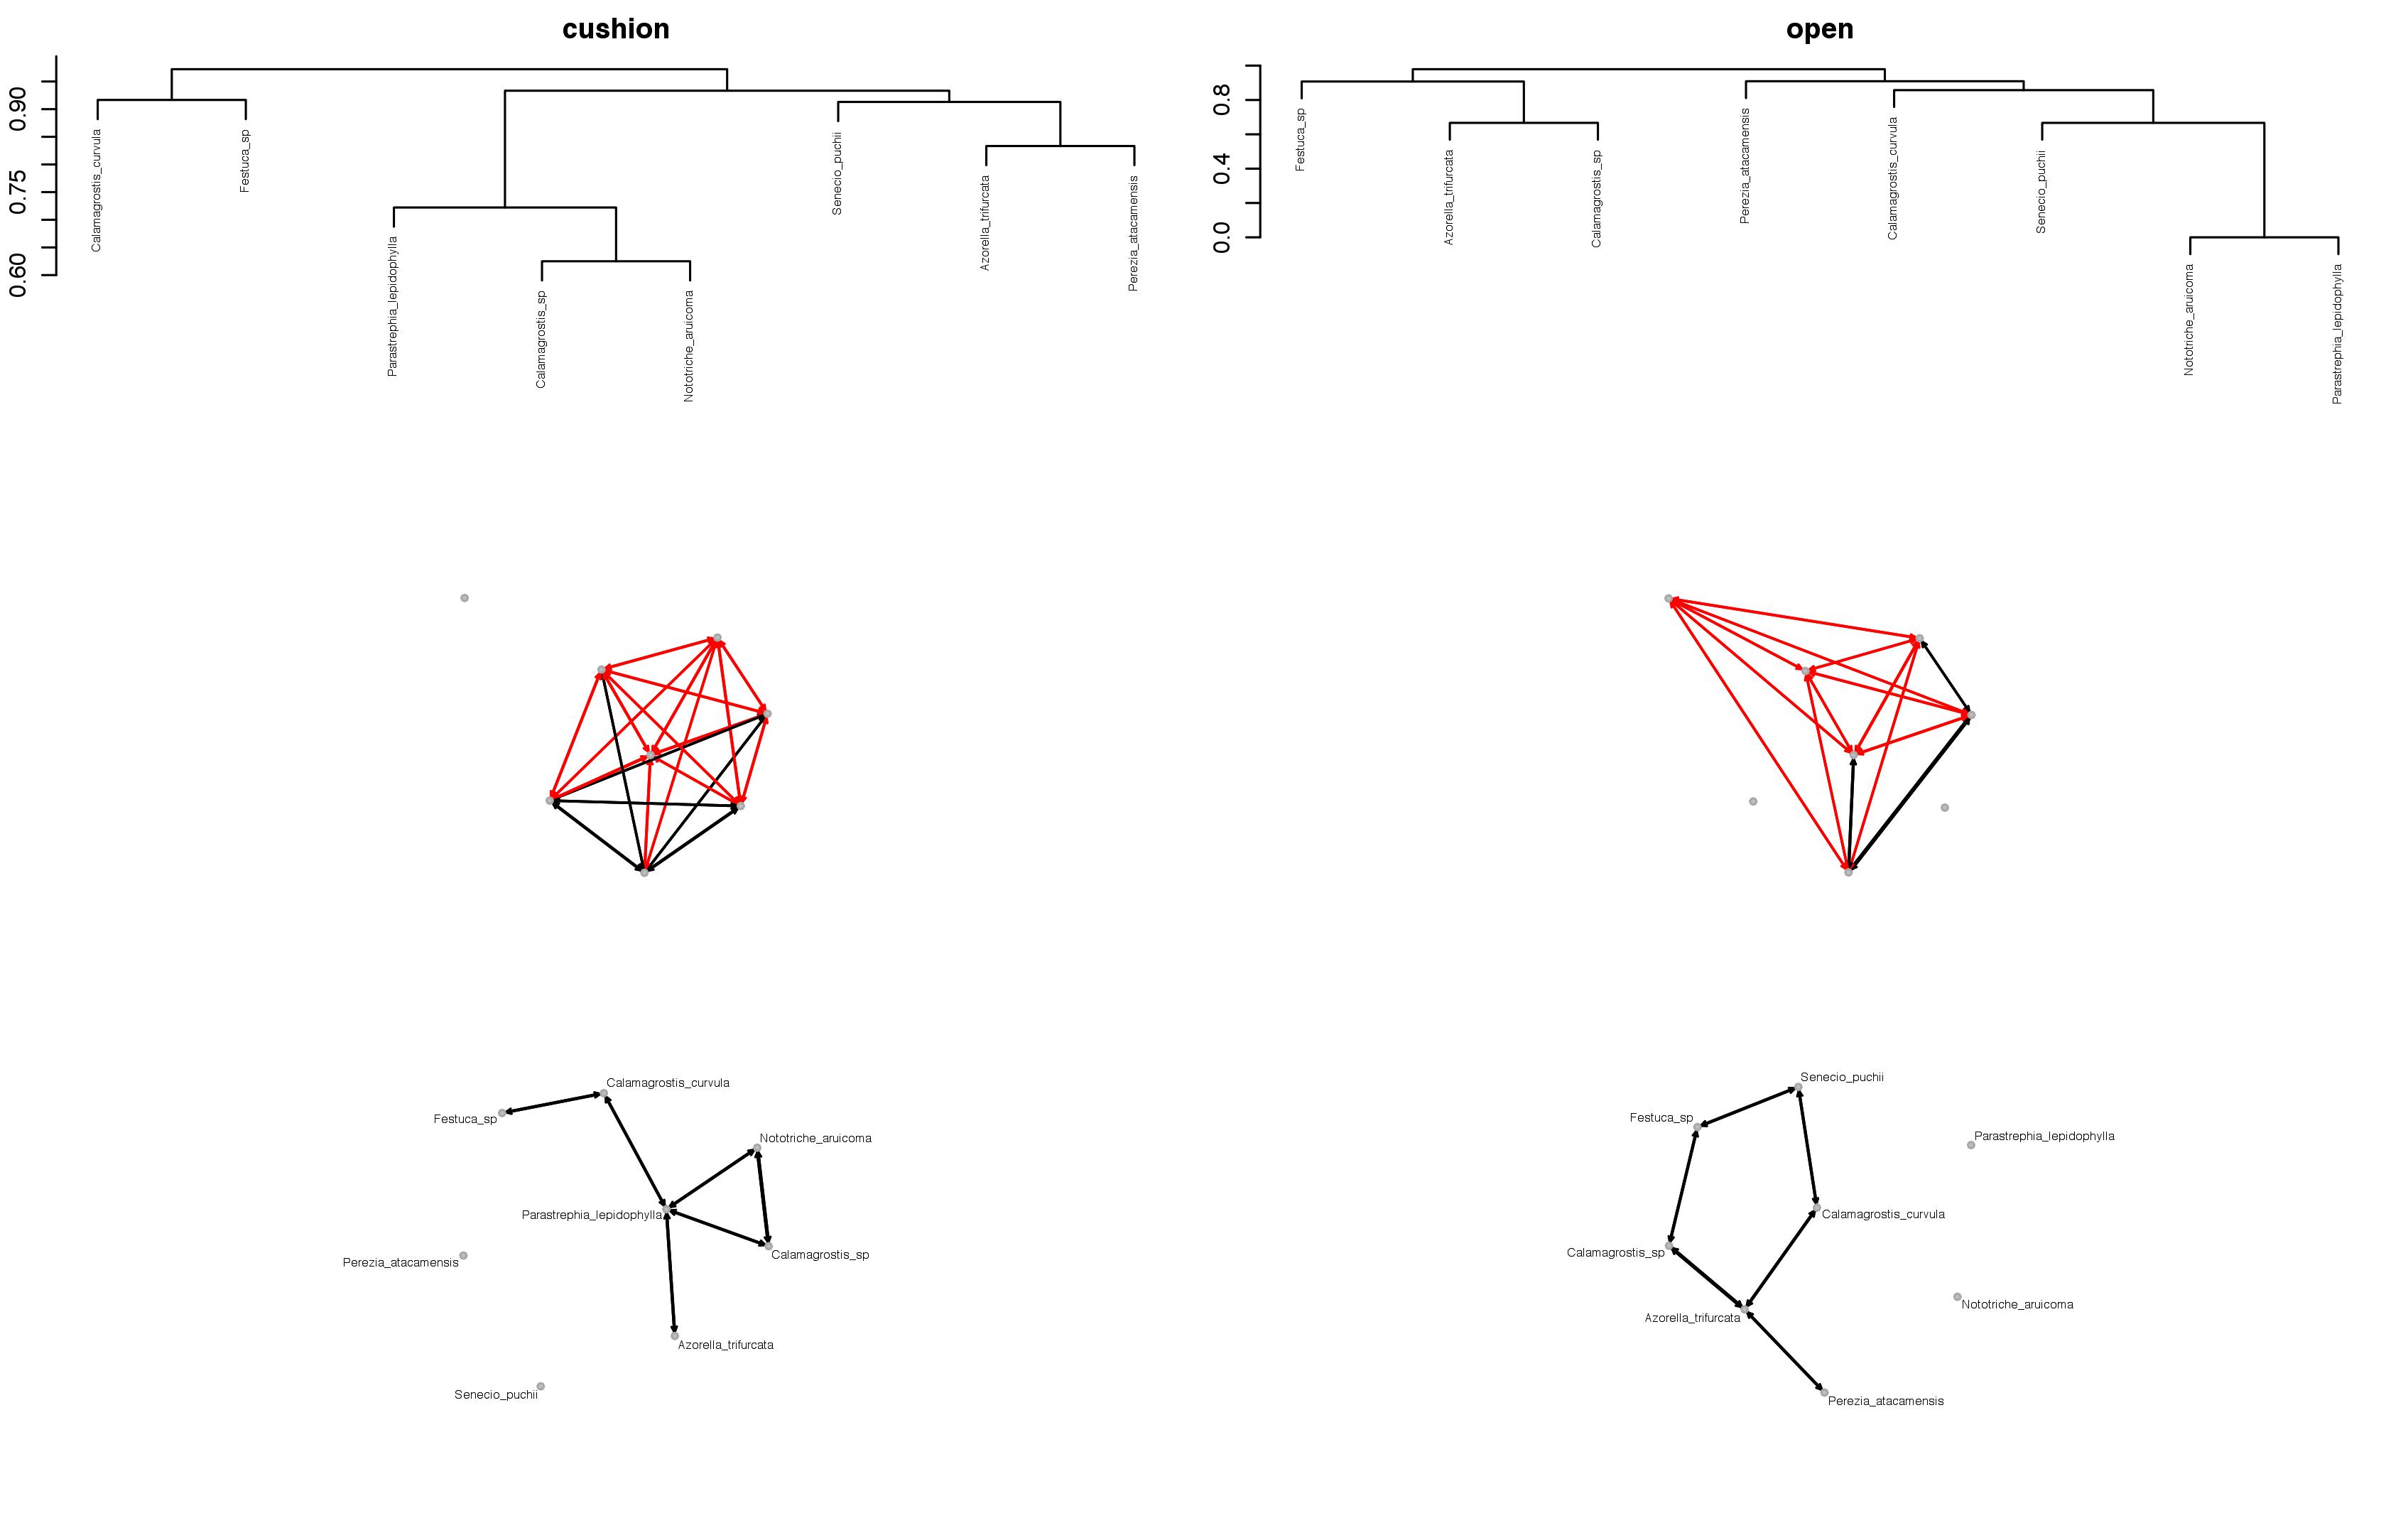 cushion
0.90
0.75
0.60
Calamagrostis_curvula
Festuca_sp
Parastrephia_lepidophylla
Calamagrostis_sp
Nototriche_aruicoma
Senecio_puchii
Azorella_trifurcata
Perezia_atacamensis
open
0.8
0.4
0.0
Festuca_sp
Azorella_trifurcata
Calamagrostis_sp
Perezia_atacamensis
Calamagrostis_curvula
Senecio_puchii
Nototriche_aruicoma
Parastrephia_lepidophylla
Calamagrostis_curvula
Festuca_sp
Nototriche_aruicoma
Parastrephia_lepidophylla
Calamagrostis_sp
Perezia_atacamensis
Azorella_trifurcata
Senecio_puchii
Senecio_puchii
Festuca_sp
Parastrephia_lepidophylla
Calamagrostis_curvula
Calamagrostis_sp
Nototriche_aruicoma
Azorella_trifurcata
Perezia_atacamensis